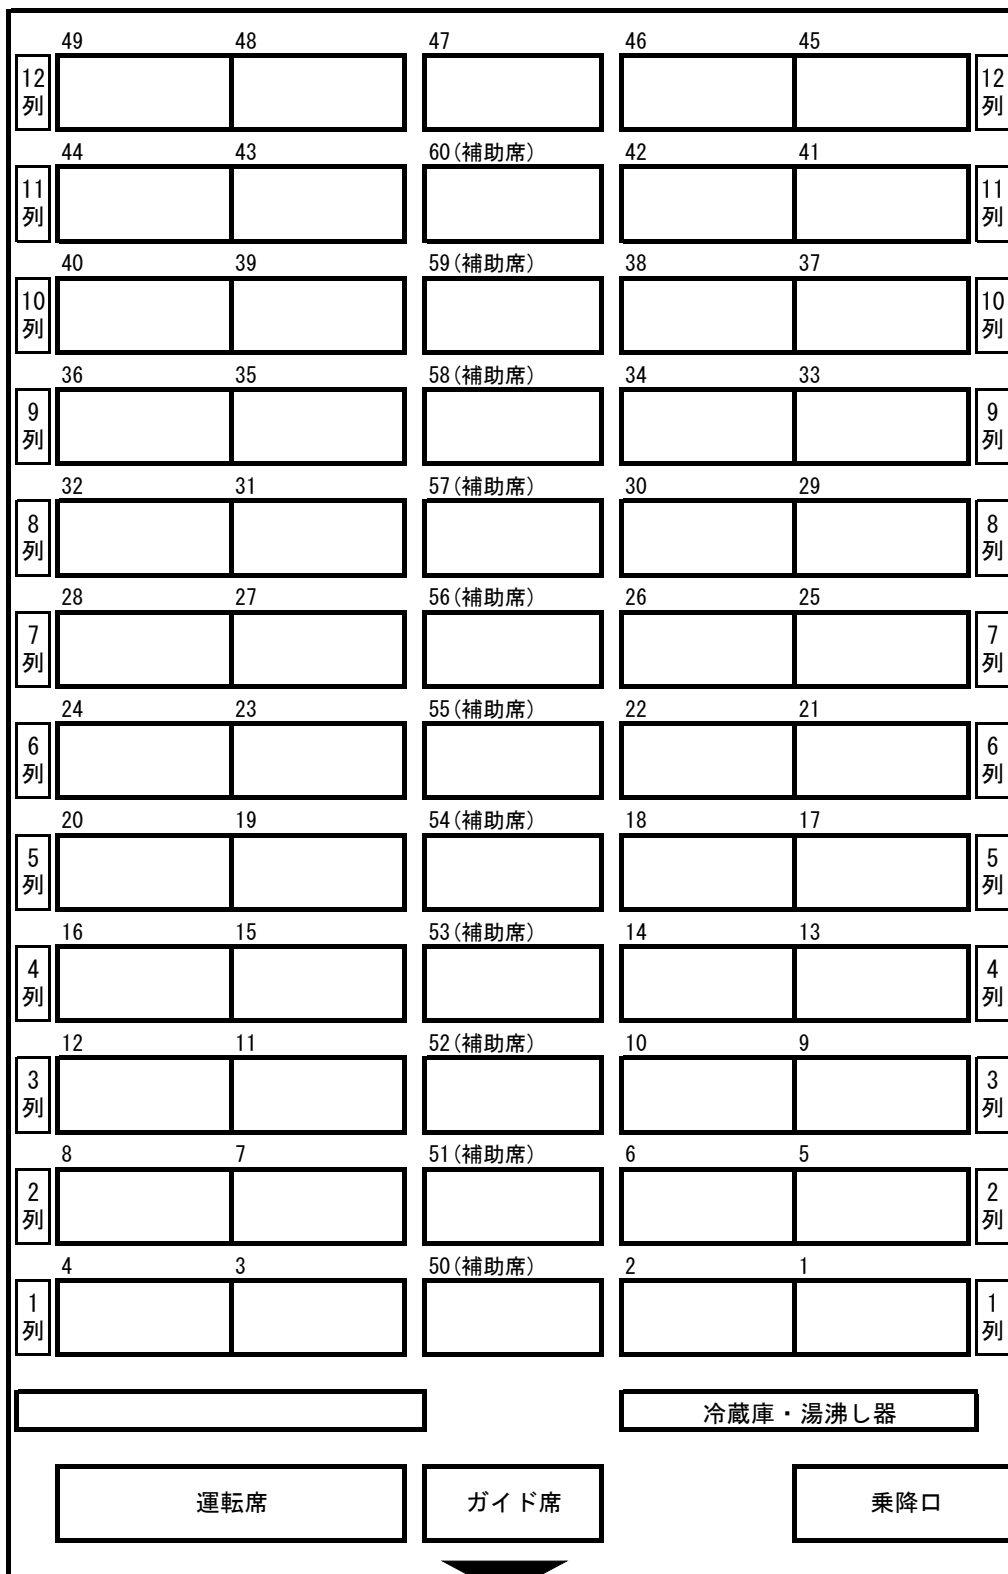 49 48 47 46 45
12列 12列
44 43 60(補助席) 42 41
11列 11列
40 39 59(補助席) 38 37
10列 10列
36 35 58(補助席) 34 33
9列 9列
32 31 57(補助席) 30 29
8列 8列
28 27 56(補助席) 26 25
7列 7列
24 23 55(補助席) 22 21
6列 6列
20 19 54(補助席) 18 17
5列 5列
16 15 53(補助席) 14 13
4列 4列
12 11 52(補助席) 10 9
3列 3列
8 7 51(補助席) 6 5
2列 2列
4 3 50(補助席) 2 1
1列 1列
冷蔵庫・湯沸し器
運転席 ガイド席 乗降口